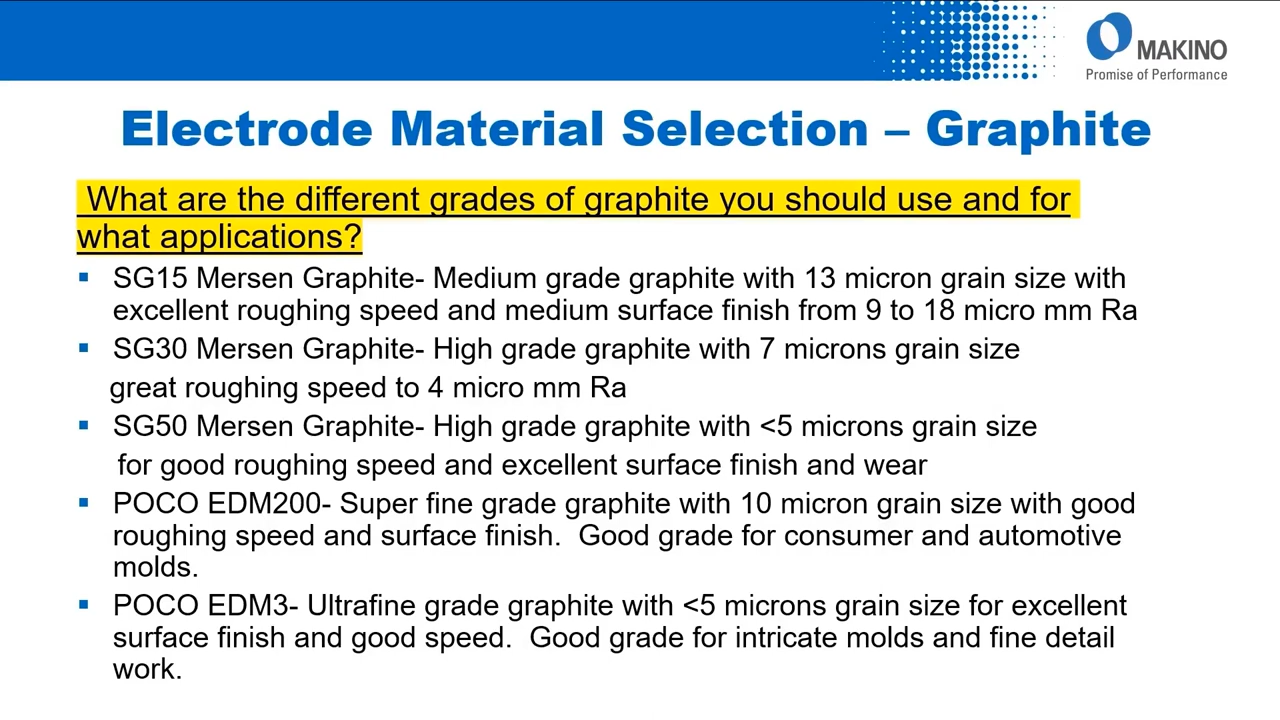 MAKINO
Promise of Performance
Electrode Material Selection – Graphite
What are the different grades of graphite you should use and for
what applications?
▪ SG15 Mersen Graphite- Medium grade graphite with 13 micron grain size with
excellent roughing speed and medium surface finish from 9 to 18 micro mm Ra
▪ SG30 Mersen Graphite- High grade graphite with 7 microns grain size
great roughing speed to 4 micro mm Ra
▪ SG50 Mersen Graphite- High grade graphite with <5 microns grain size
for good roughing speed and excellent surface finish and wear
▪ POCO EDM200- Super fine grade graphite with 10 micron grain size with good
roughing speed and surface finish.  Good grade for consumer and automotive
molds.
▪ POCO EDM3- Ultrafine grade graphite with <5 microns grain size for excellent
surface finish and good speed.  Good grade for intricate molds and fine detail
work.